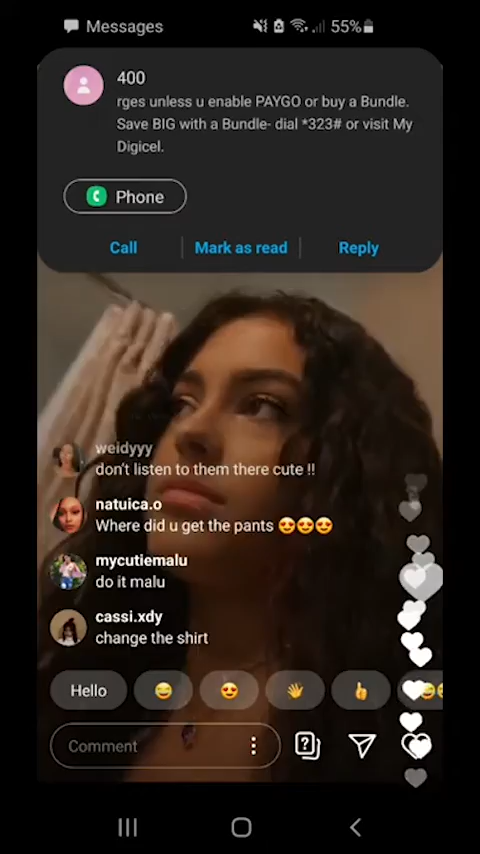 Messages
55%
400
rges unless u enable PAYGO or buy a Bundle.
Save BIG with a Bundle- dial *323# or visit My
Digicel.
Phone
Call
Mark as read
Reply
weidyyy
don't listen to them there cute !!
natuica.o
Where did u get the pants 😍😍😍
mycutiemalu
do it malu
cassi.xdy
change the shirt
Hello
Comment